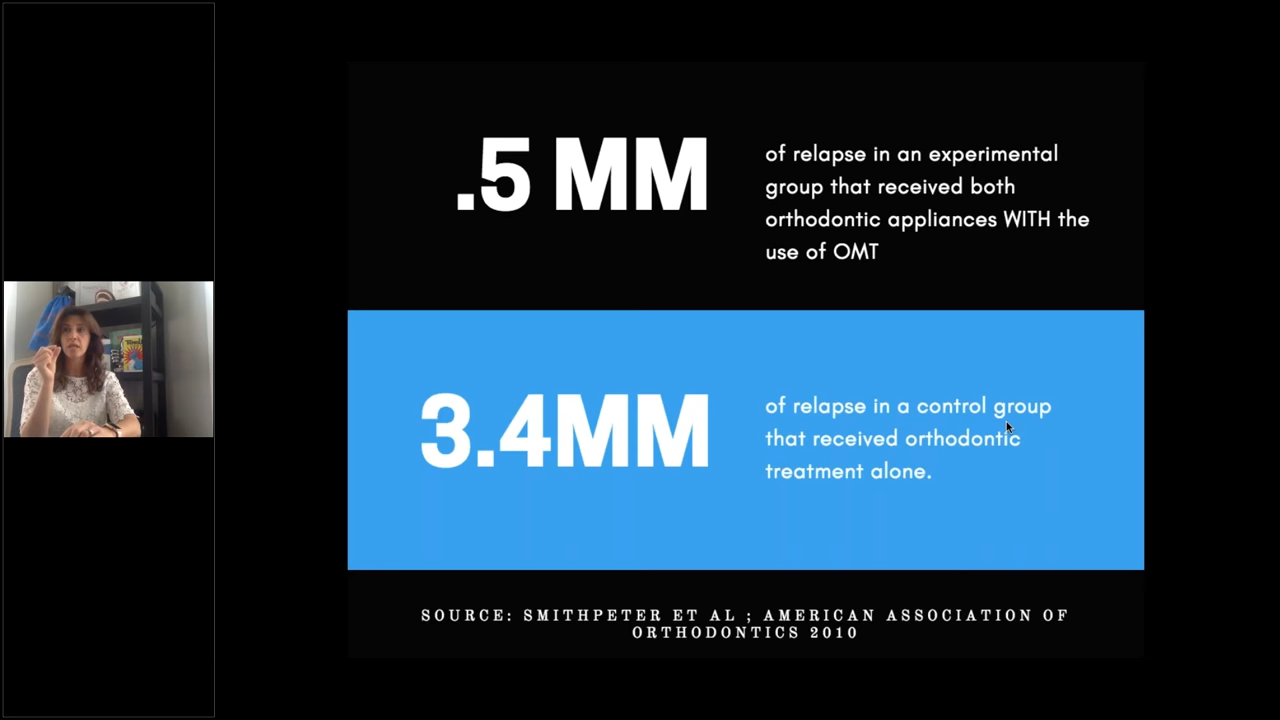 .5 MM
of relapse in an experimental
group that received both
orthodontic appliances WITH the
use of OMT
3.4MM
of relapse in a control group
that received orthodontic
treatment alone.
SOURCE: SMITHPETER ET AL ; AMERICAN ASSOCIATION OF
ORTHODONTICS 2010